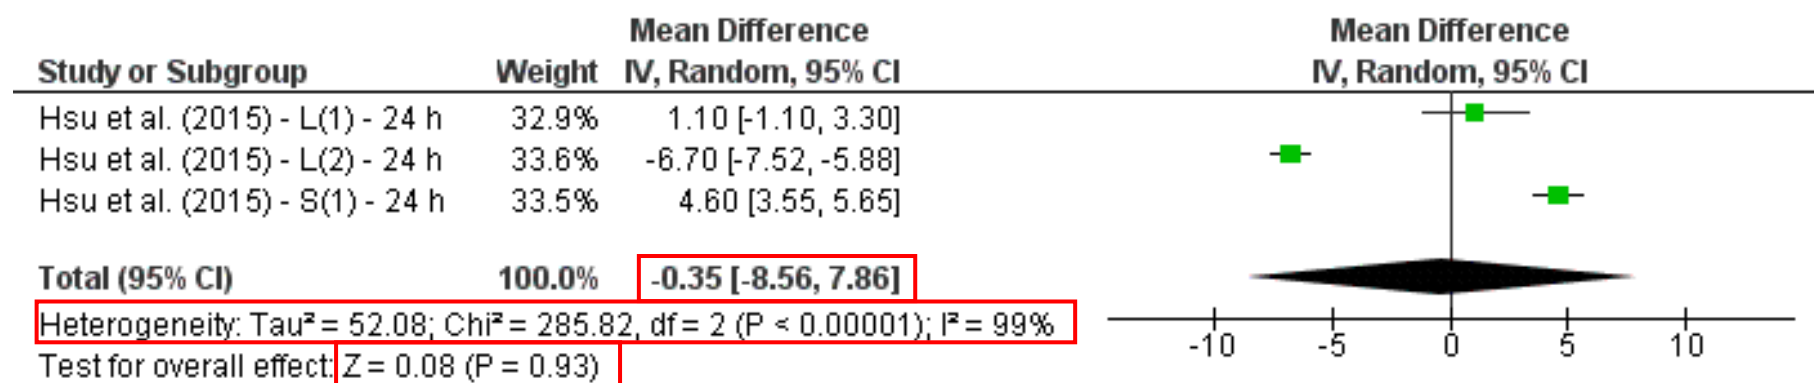 Mean Difference Mean Difference
Study or Subgroup Weight IV, Random, 95% CI IV, Random, 95% CI
Hsu et al. (2015) - L(1) - 24 h 32.9% 1.10 [-1.10, 3.30]
Hsu et al. (2015) - L(2) - 24 h 33.6% -6.70 [-7.52, -5.88]
Hsu et al. (2015) - S(1) - 24 h 33.5% 4.60 [3.55, 5.65]
Total (95% CI) 100.0% -0.35 [-8.56, 7.86]
Heterogeneity: Tau² = 52.08; Chi² = 285.82, df = 2 (P < 0.00001); I² = 99%
Test for overall effect: Z = 0.08 (P = 0.93)
-10 -5 0 5 10